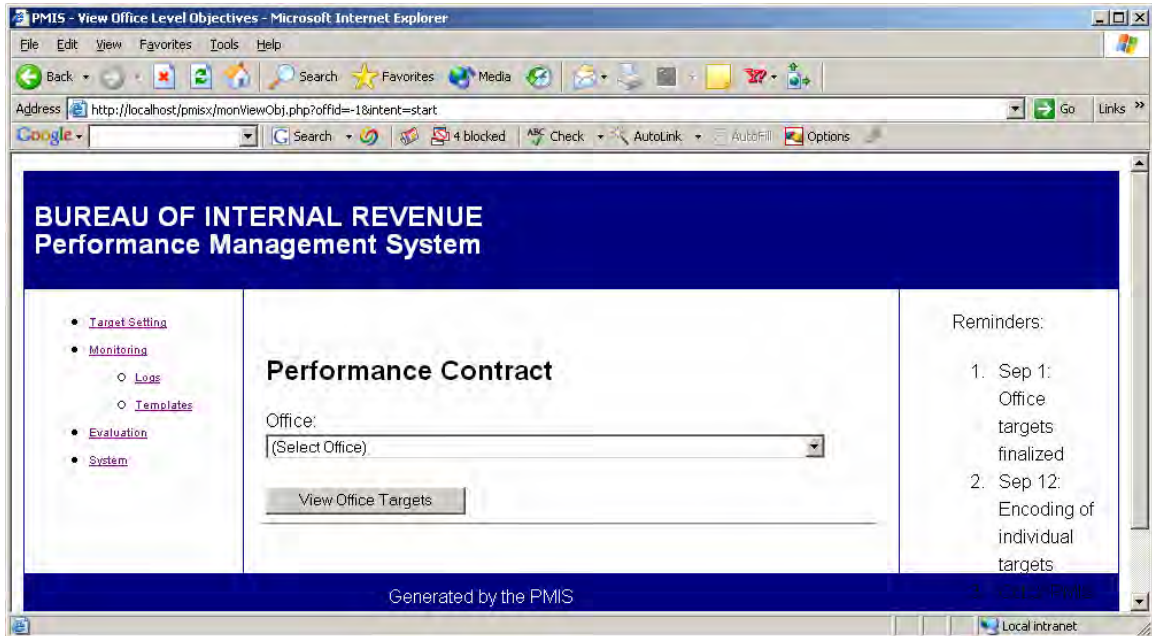 PMIS - View Office Level Objectives - Microsoft Internet Explorer
File Edit View Favorites Tools Help
Back Search Favorites Media
Address http://localhost/pmisx/monViewObj.php?offid=-1&intent=start Go Links »
Google Search 4 blocked ABC Check AutoLink AutoFill Options
BUREAU OF INTERNAL REVENUE
Performance Management System
Target Setting
Monitoring
Logs
Templates
Evaluation
System
Performance Contract
Office:
(Select Office)
View Office Targets
Reminders:
1. Sep 1:
Office
targets
finalized
2. Sep 12:
Encoding of
individual
targets
3.
Generated by the PMIS
Local intranet